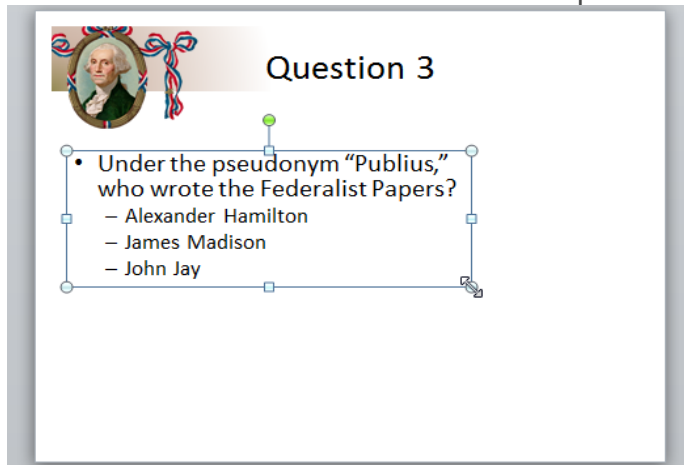 Question 3
• Under the pseudonym “Publius,”
who wrote the Federalist Papers?
– Alexander Hamilton
– James Madison
– John Jay